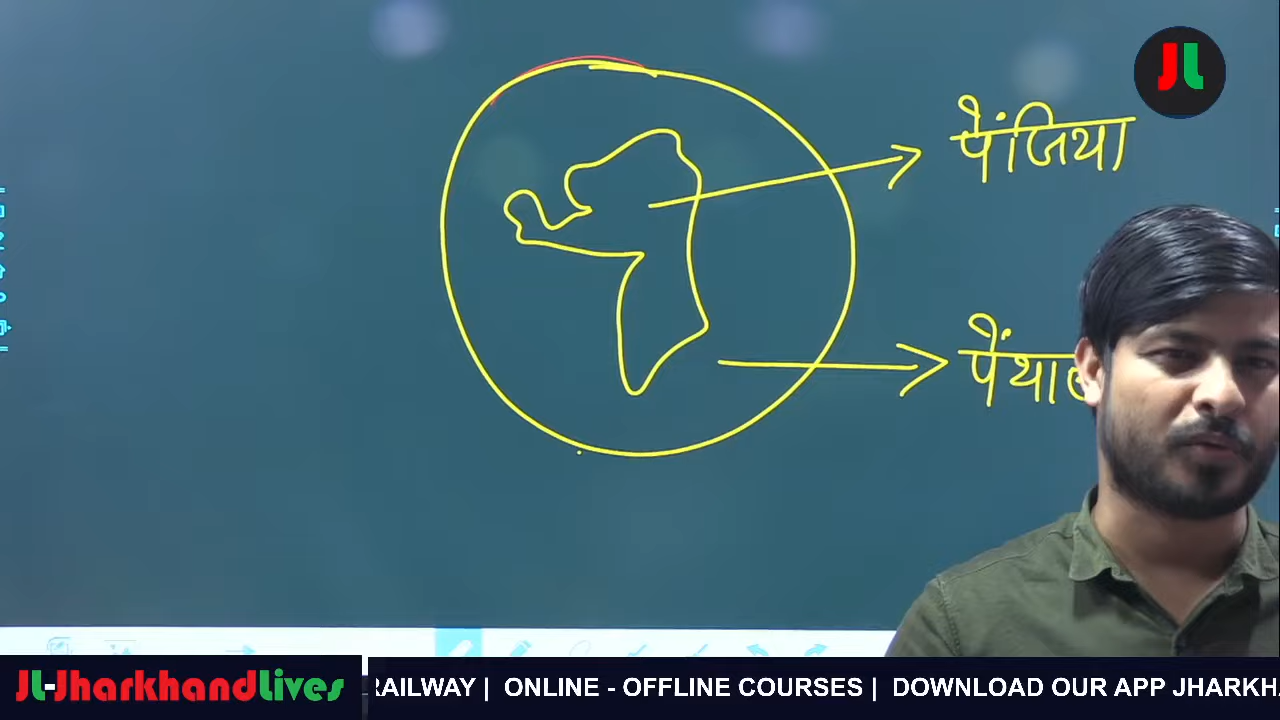 JL
पैंजिया
JL-JharkhandLives
RAILWAY | ONLINE - OFFLINE COURSES | DOWNLOAD OUR APP JHARKH